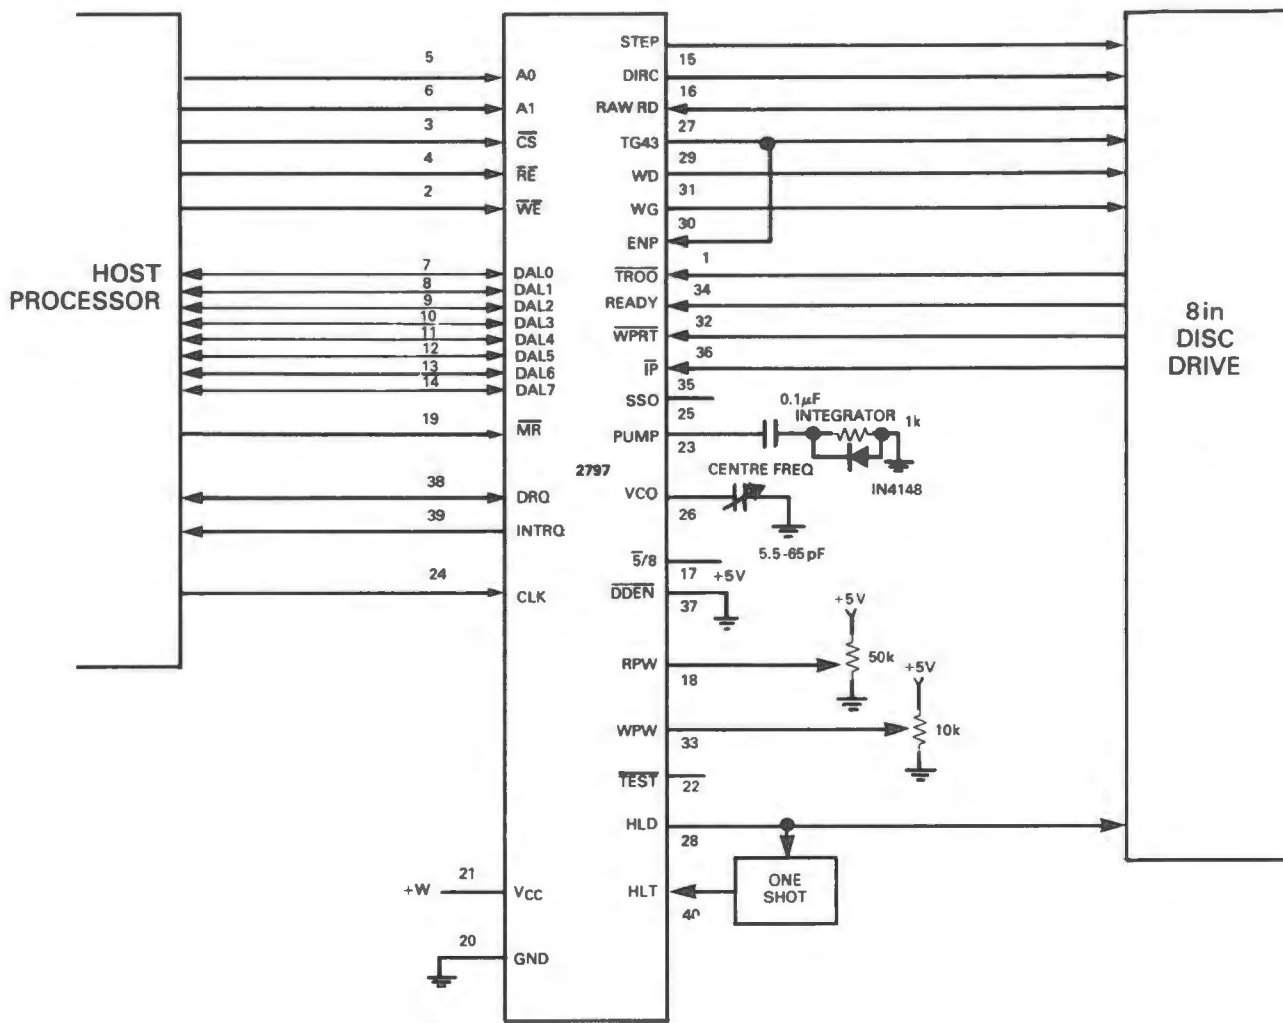 HOST
PROCESSOR
5
6
3
4
2
7
8
9
10
11
12
13
14
19
38
39
24
21
+W
20
A0
A1
CS
RE
WE
DAL0
DAL1
DAL2
DAL3
DAL4
DAL5
DAL6
DAL7
MR
DRQ
INTRQ
CLK
VCC
GND
2797
STEP
DIRC
RAW RD
TG43
WD
WG
ENP
TROO
READY
WPRT
IP
SSO
PUMP
VCO
5/8
DDEN
RPW
WPW
TEST
HLD
HLT
15
16
27
29
31
30
1
34
32
36
35
25
23
26
17
37
18
33
22
28
40
0.1µF
INTEGRATOR
1k
CENTRE FREQ
IN4148
5.5-65pF
+5V
+5V
50k
+5V
10k
ONE
SHOT
8in
DISC
DRIVE